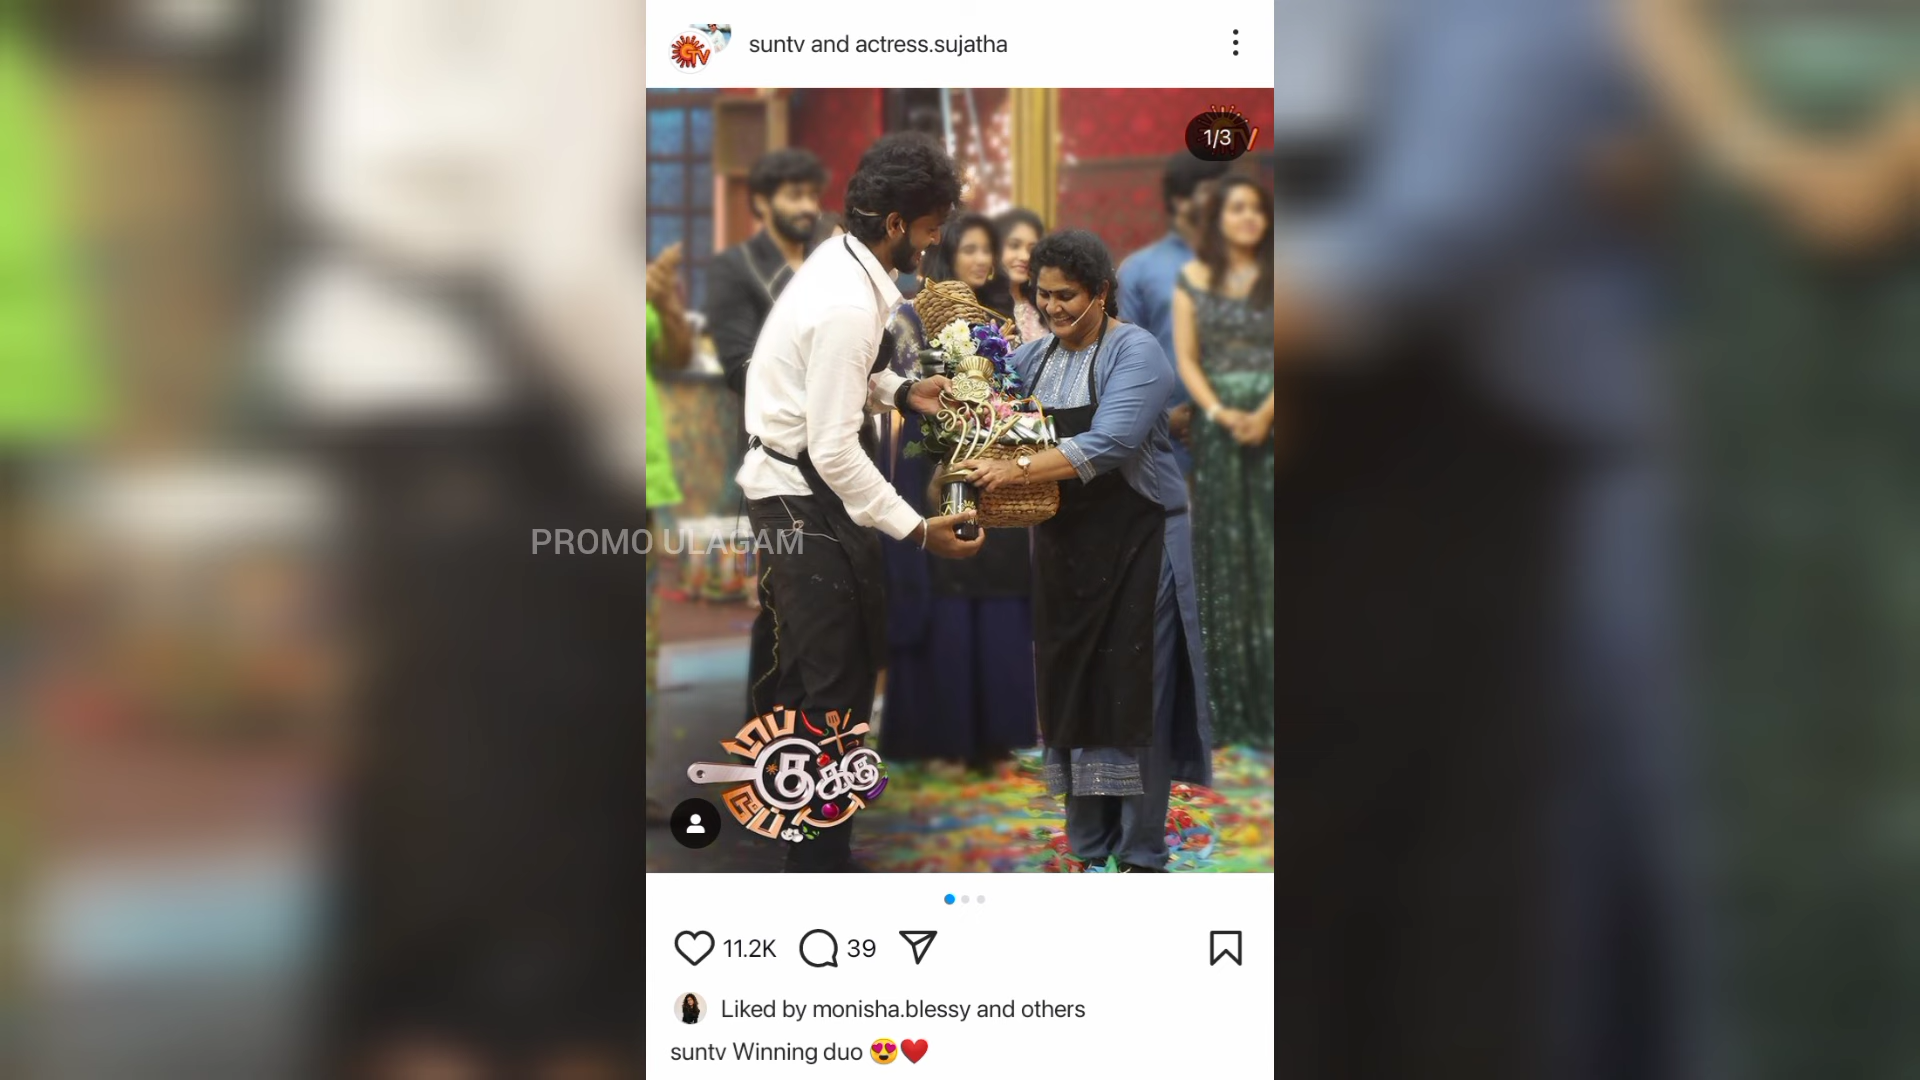 suntv and actress.sujatha
1/3
PROMO ULAGAM
டாப்
குக்கு
டூப்
11.2K 39
Liked by monisha.blessy and others
suntv Winning duo 😍❤️